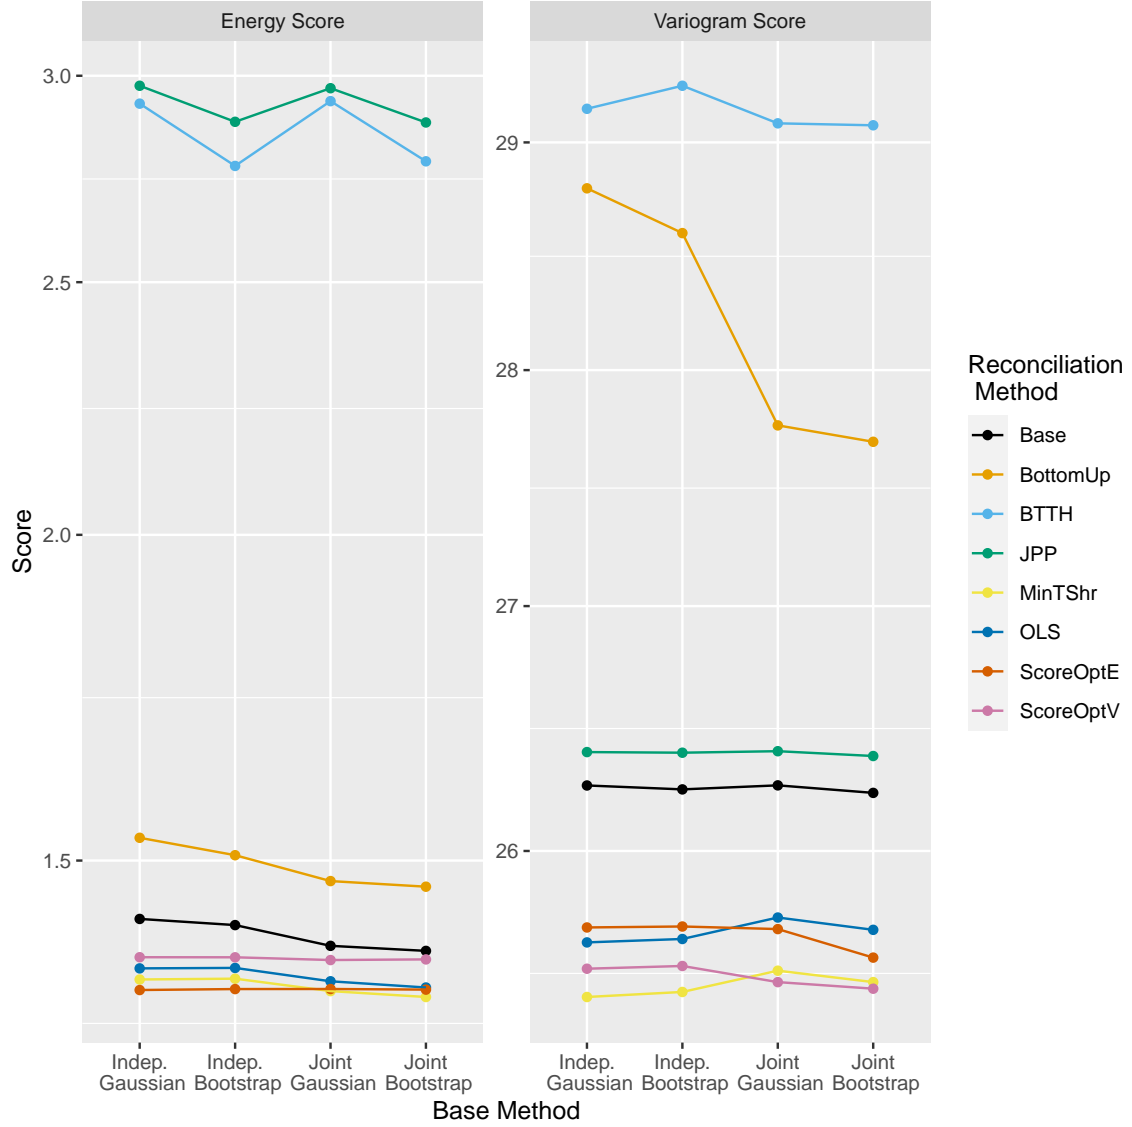 Energy Score
Variogram Score
3.0
2.5
2.0
1.5
29
28
27
26
Score
Indep.
Gaussian
Indep.
Bootstrap
Joint
Gaussian
Joint
Bootstrap
Indep.
Gaussian
Indep.
Bootstrap
Joint
Gaussian
Joint
Bootstrap
Base Method
Reconciliation
Method
Base
BottomUp
BTTH
JPP
MinTShr
OLS
ScoreOptE
ScoreOptV